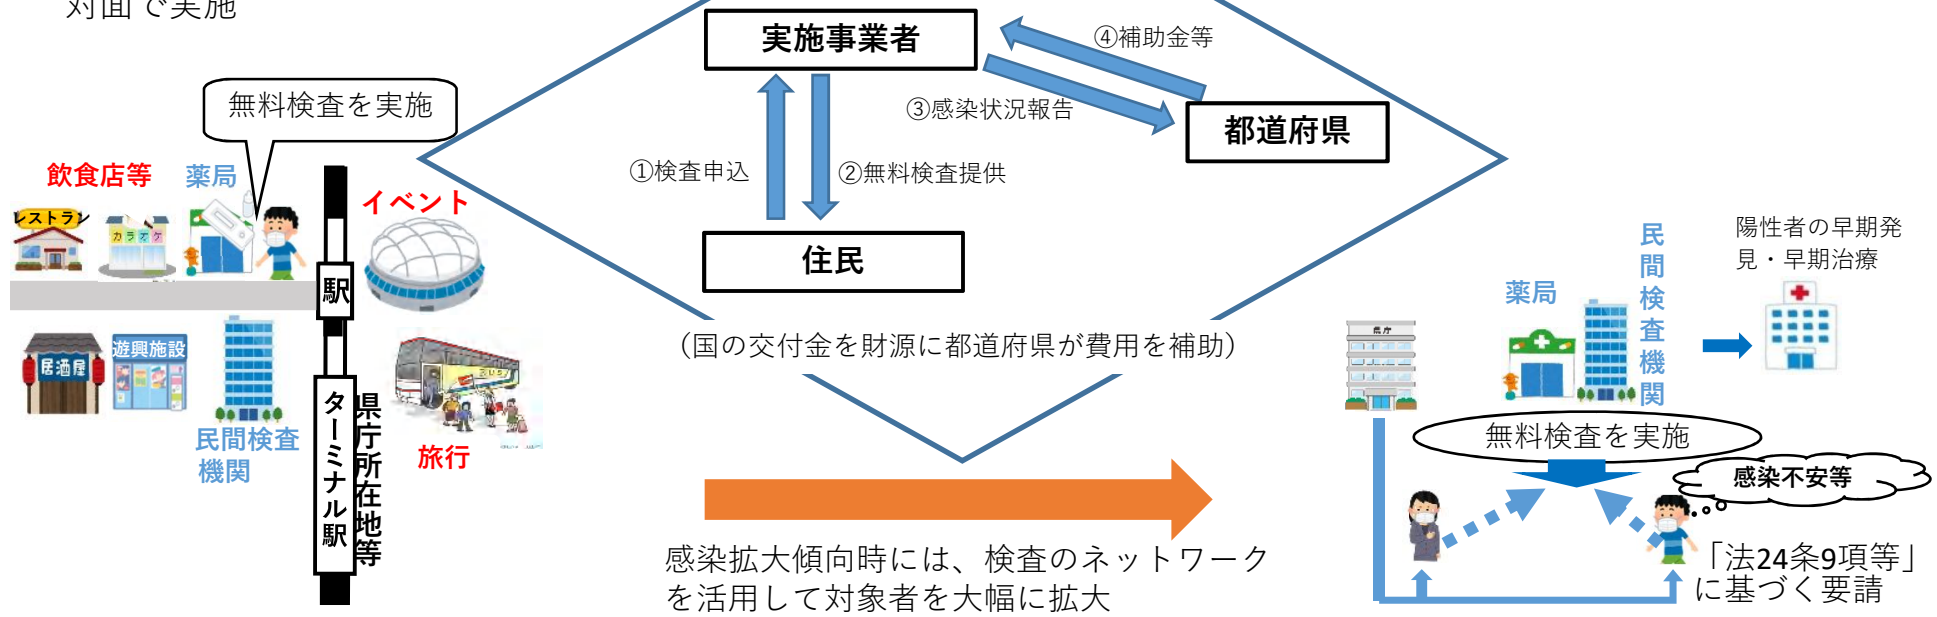 対面で実施
無料検査を実施
飲食店等
薬局
レストラン
カラオケ
イベント
駅
居酒屋
遊興施設
民間検査
機関
ターミナル駅
県庁所在地等
旅行
実施事業者
④補助金等
③感染状況報告
都道府県
①検査申込
②無料検査提供
住民
（国の交付金を財源に都道府県が費用を補助）
感染拡大傾向時には、検査のネットワーク
を活用して対象者を大幅に拡大
県庁
薬局
民間検査機関
陽性者の早期発
見・早期治療
無料検査を実施
感染不安等
「法24条9項等」
に基づく要請